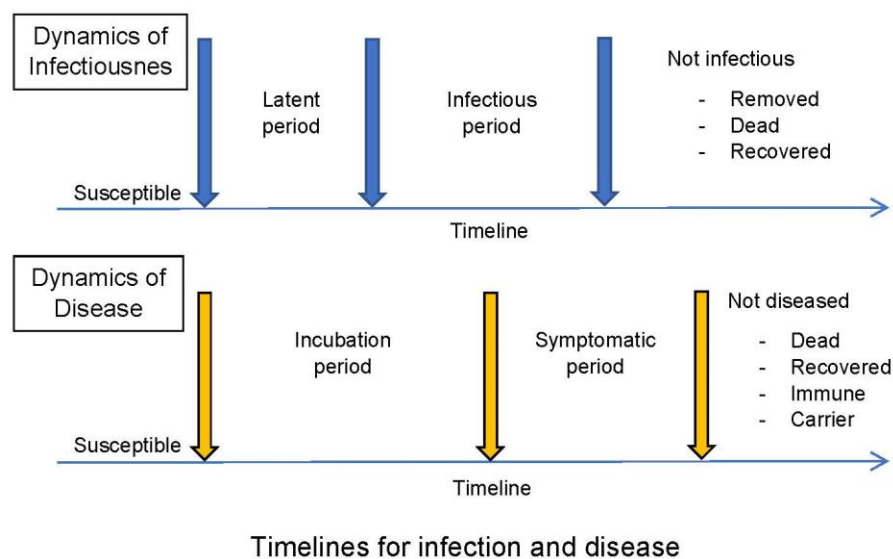 Dynamics of
Infectiousnes
Latent
period
Infectious
period
Not infectious
- Removed
- Dead
- Recovered
Susceptible
Timeline
Dynamics of
Disease
Incubation
period
Symptomatic
period
Not diseased
- Dead
- Recovered
- Immune
- Carrier
Susceptible
Timeline
Timelines for infection and disease